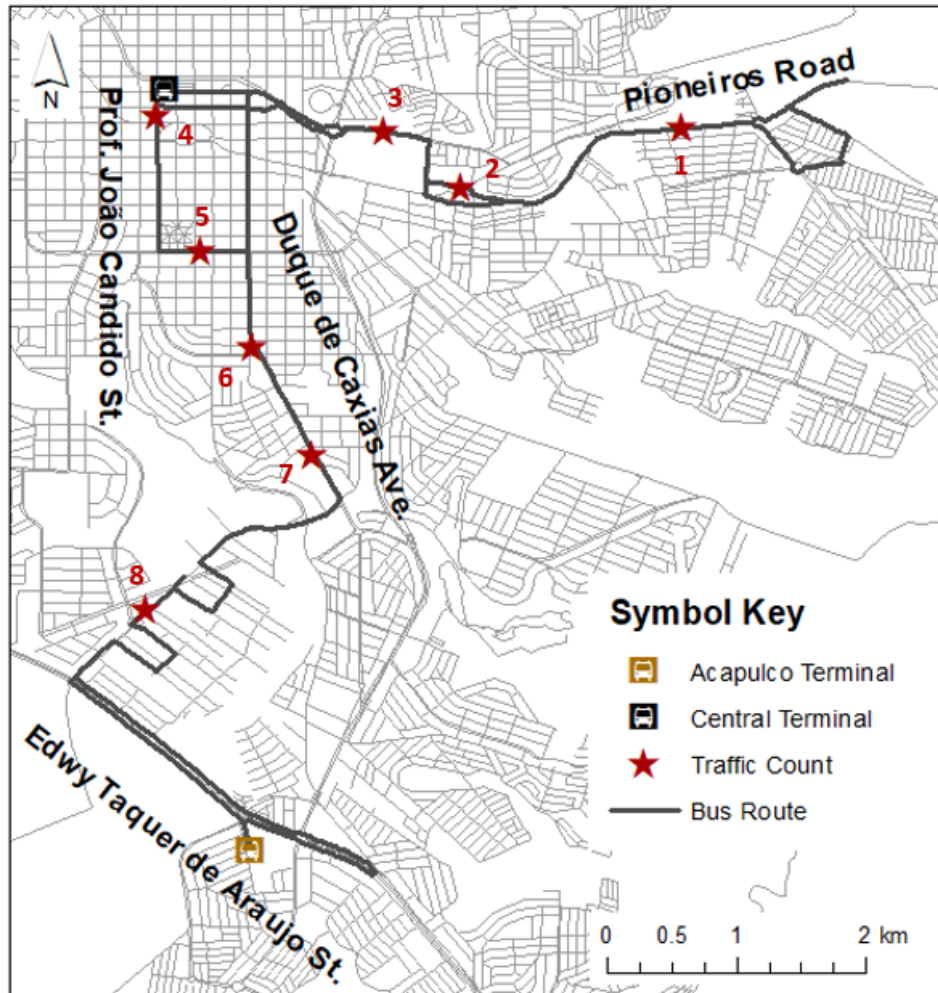 N
Pioneiros Road
Prof. João Candido St.
Duque de Caxias Ave.
Edwy Taquer de Araujo St.
3
4
2
1
5
6
7
8
Symbol Key
Acapulco Terminal
Central Terminal
Traffic Count
Bus Route
0 0.5 1 2 km